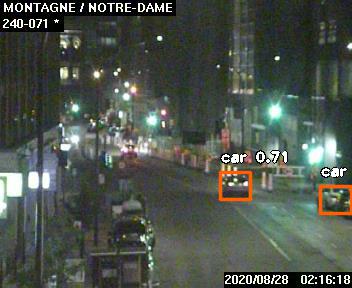 MONTAGNE / NOTRE-DAME
240-071 *
car 0.71
car
2020/08/28 02:16:18